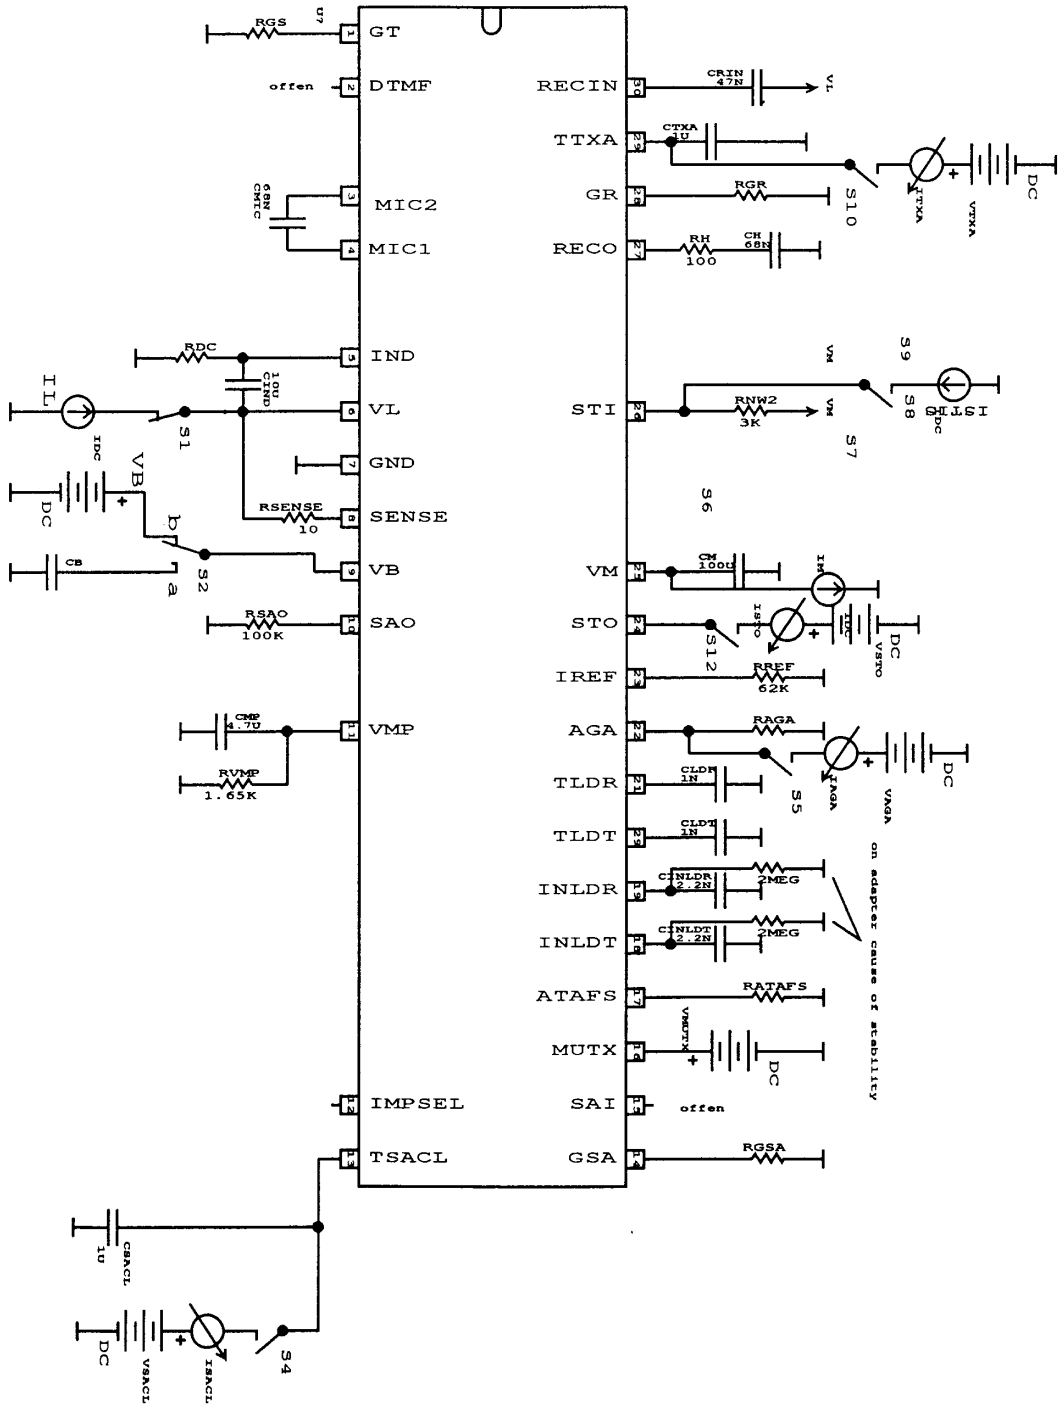 U?
RGS
1
GT
offen
2
DTMF
68N
CMIC
3
MIC2
4
MIC1
RDC
5
IND
10U
CIND
IL
IDC
S1
6
VL
7
GND
RSENSE
10
8
SENSE
VB
+
DC
b
a
S2
CB
9
VB
RSAO
100K
10
SAO
CMP
4.7U
11
VMP
RVMP
1.65K
12
IMPSEL
13
TSACL
CSACL
1U
S4
ISACL
+
VSACL
DC
RECIN
30
CRIN
47N
VL
TTXA
29
CTXA
1U
S10
ITXA
+
VTXA
DC
GR
28
RGR
RECO
27
RH
100
CH
68N
VM
S9
S8
ISTIS
IDC
STI
26
RNW2
3K
VM
S7
S6
VM
25
CM
100U
IM
IDC
STO
24
S12
ISTO
+
VSTO
DC
IREF
23
RREF
62K
AGA
22
RAGA
S5
IAGA
+
VAGA
DC
TLDR
21
CLDR
1N
TLDT
CLDT
1N
INLDR
19
CINLDR
2.2N
2MEG
INLDT
18
CINLDT
2.2N
2MEG
on adapter cause of stability
ATAFS
17
RATAFS
MUTX
16
VMUTX
+
DC
SAI
15
offen
GSA
14
RGSA